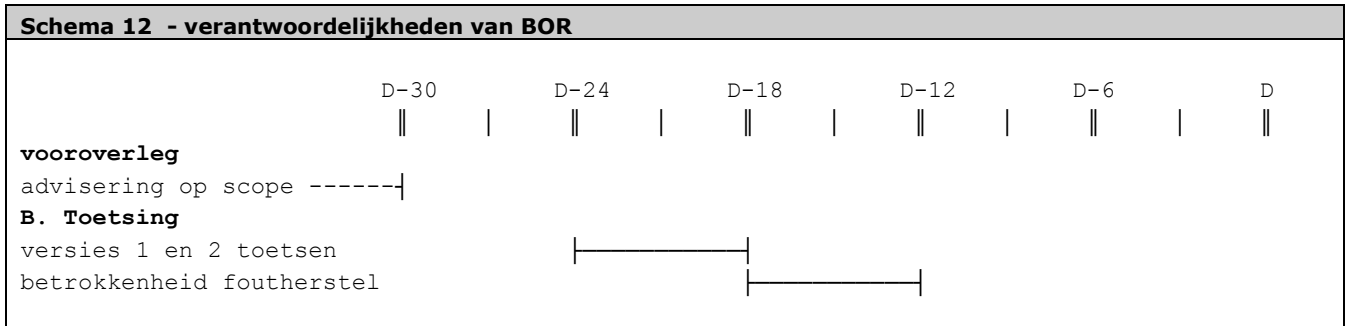 Schema 12  - verantwoordelijkheden van BOR
D-30 D-24 D-18 D-12 D-6 D
vooroverleg
advisering op scope ------┤
B. Toetsing
versies 1 en 2 toetsen
betrokkenheid foutherstel